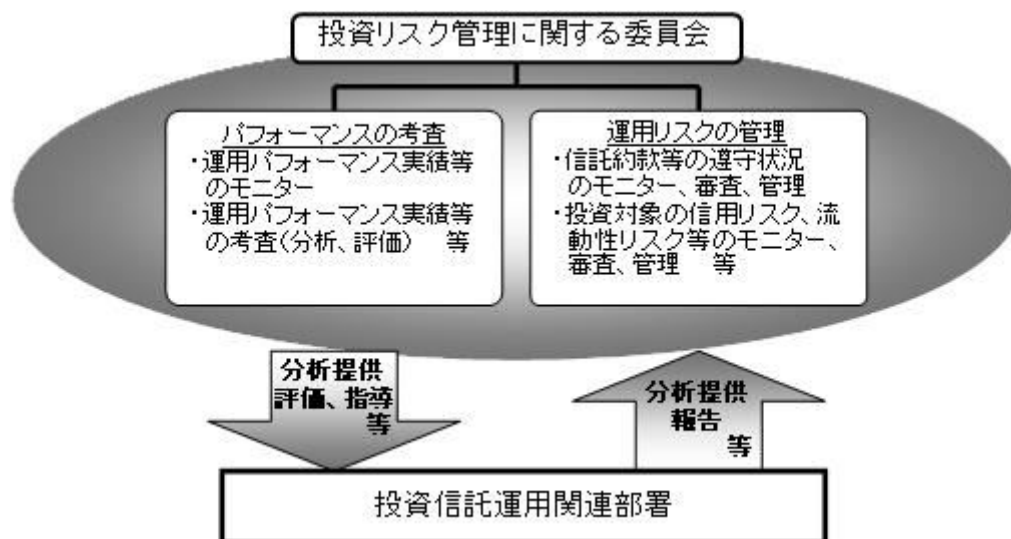 投資リスク管理に関する委員会
パフォーマンスの考査
・運用パフォーマンス実績等
のモニター
・運用パフォーマンス実績等
の考査(分析、評価) 等
運用リスクの管理
・信託約款等の遵守状況
のモニター、審査、管理
・投資対象の信用リスク、流
動性リスク等のモニター、
審査、管理 等
分析提供
評価、指導
等
分析提供
報告
等
投資信託運用関連部署